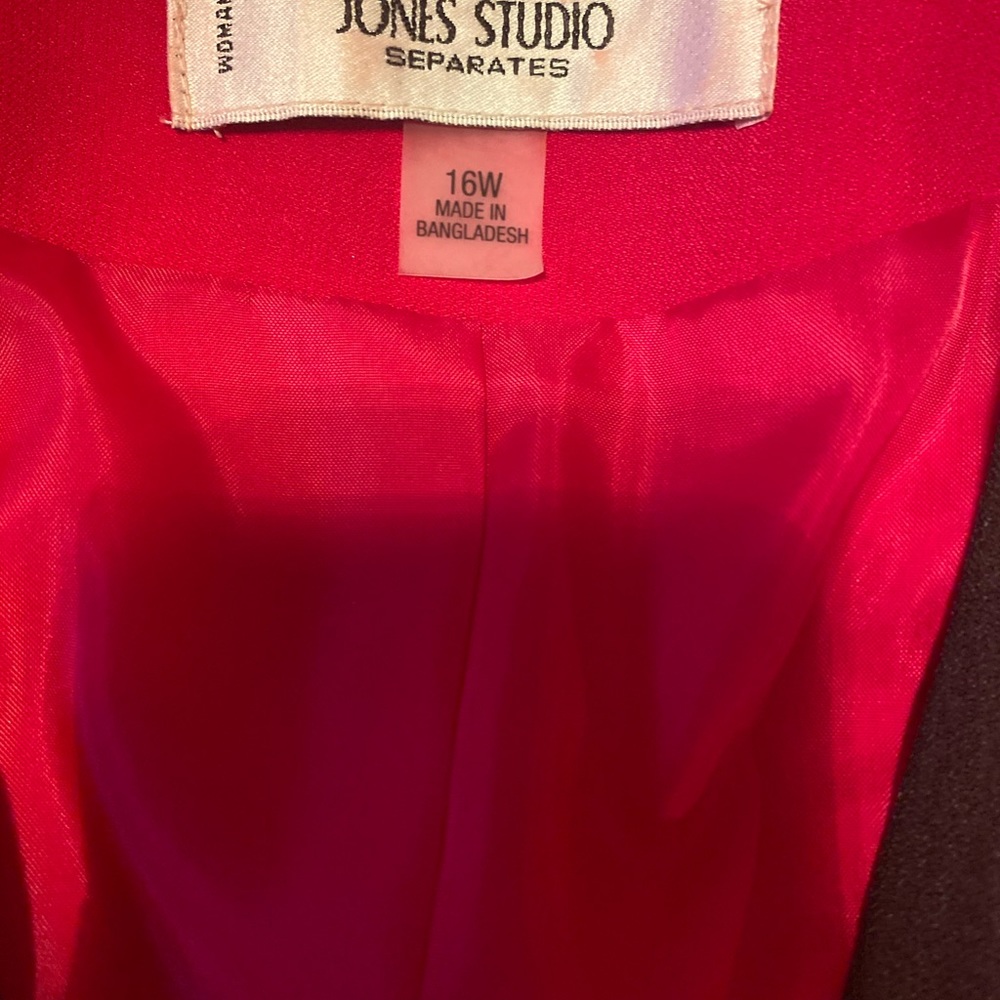 JONES STUDIO
SEPARATES
16W
MADE IN
BANGLADESH